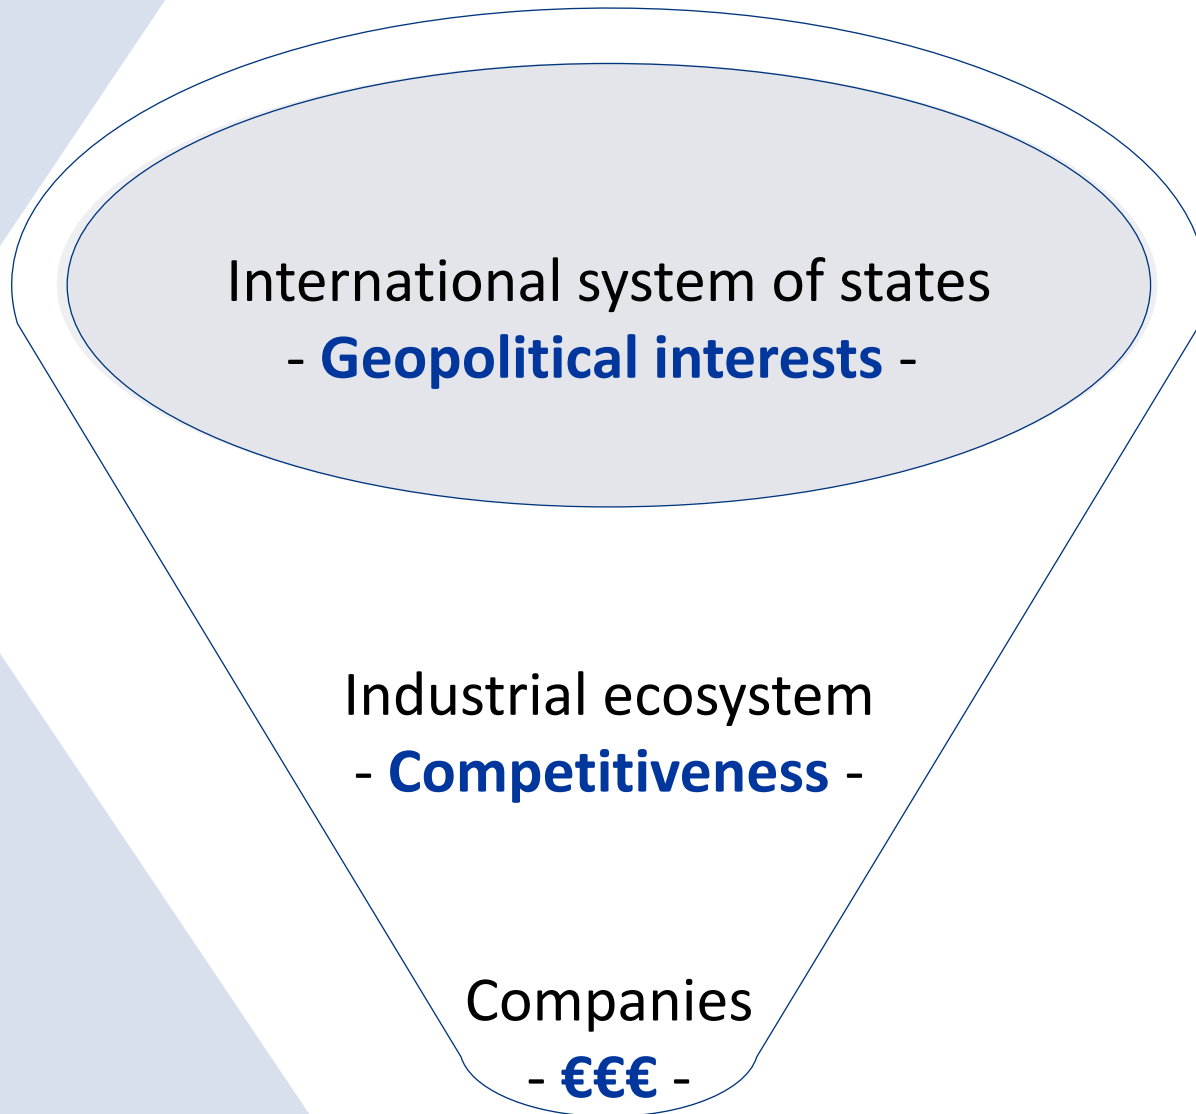 International system of states
- Geopolitical interests -
Industrial ecosystem
- Competitiveness -
Companies
- €€€ -